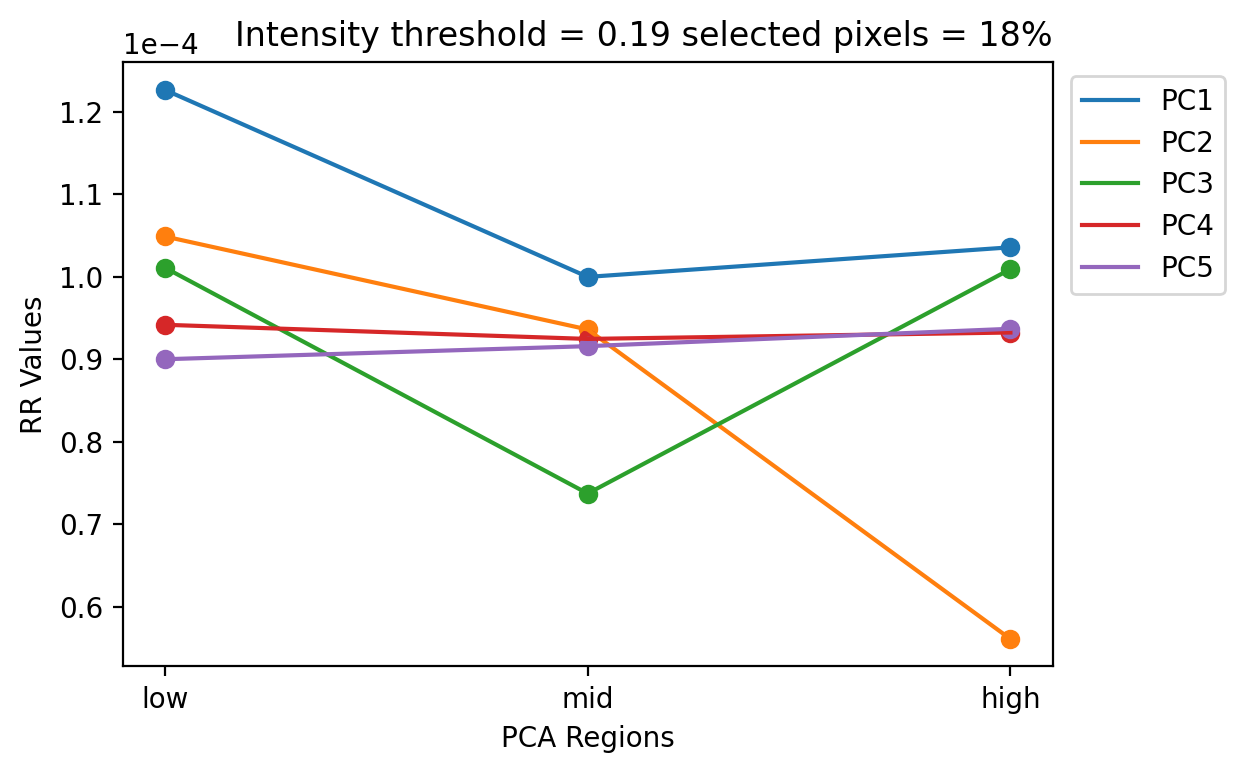 Intensity threshold = 0.19 selected pixels = 18%
1e−4
1.2
1.1
1.0
0.9
0.8
0.7
0.6
RR Values
low
mid
high
PCA Regions
PC1
PC2
PC3
PC4
PC5